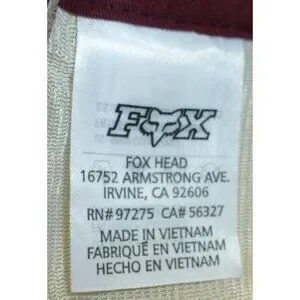 FOX
FOX HEAD
16752 ARMSTRONG AVE.
IRVINE, CA 92606
RN# 97275 CA# 56327
MADE IN VIETNAM
FABRIQUÉ EN VIETNAM
HECHO EN VIETNAM